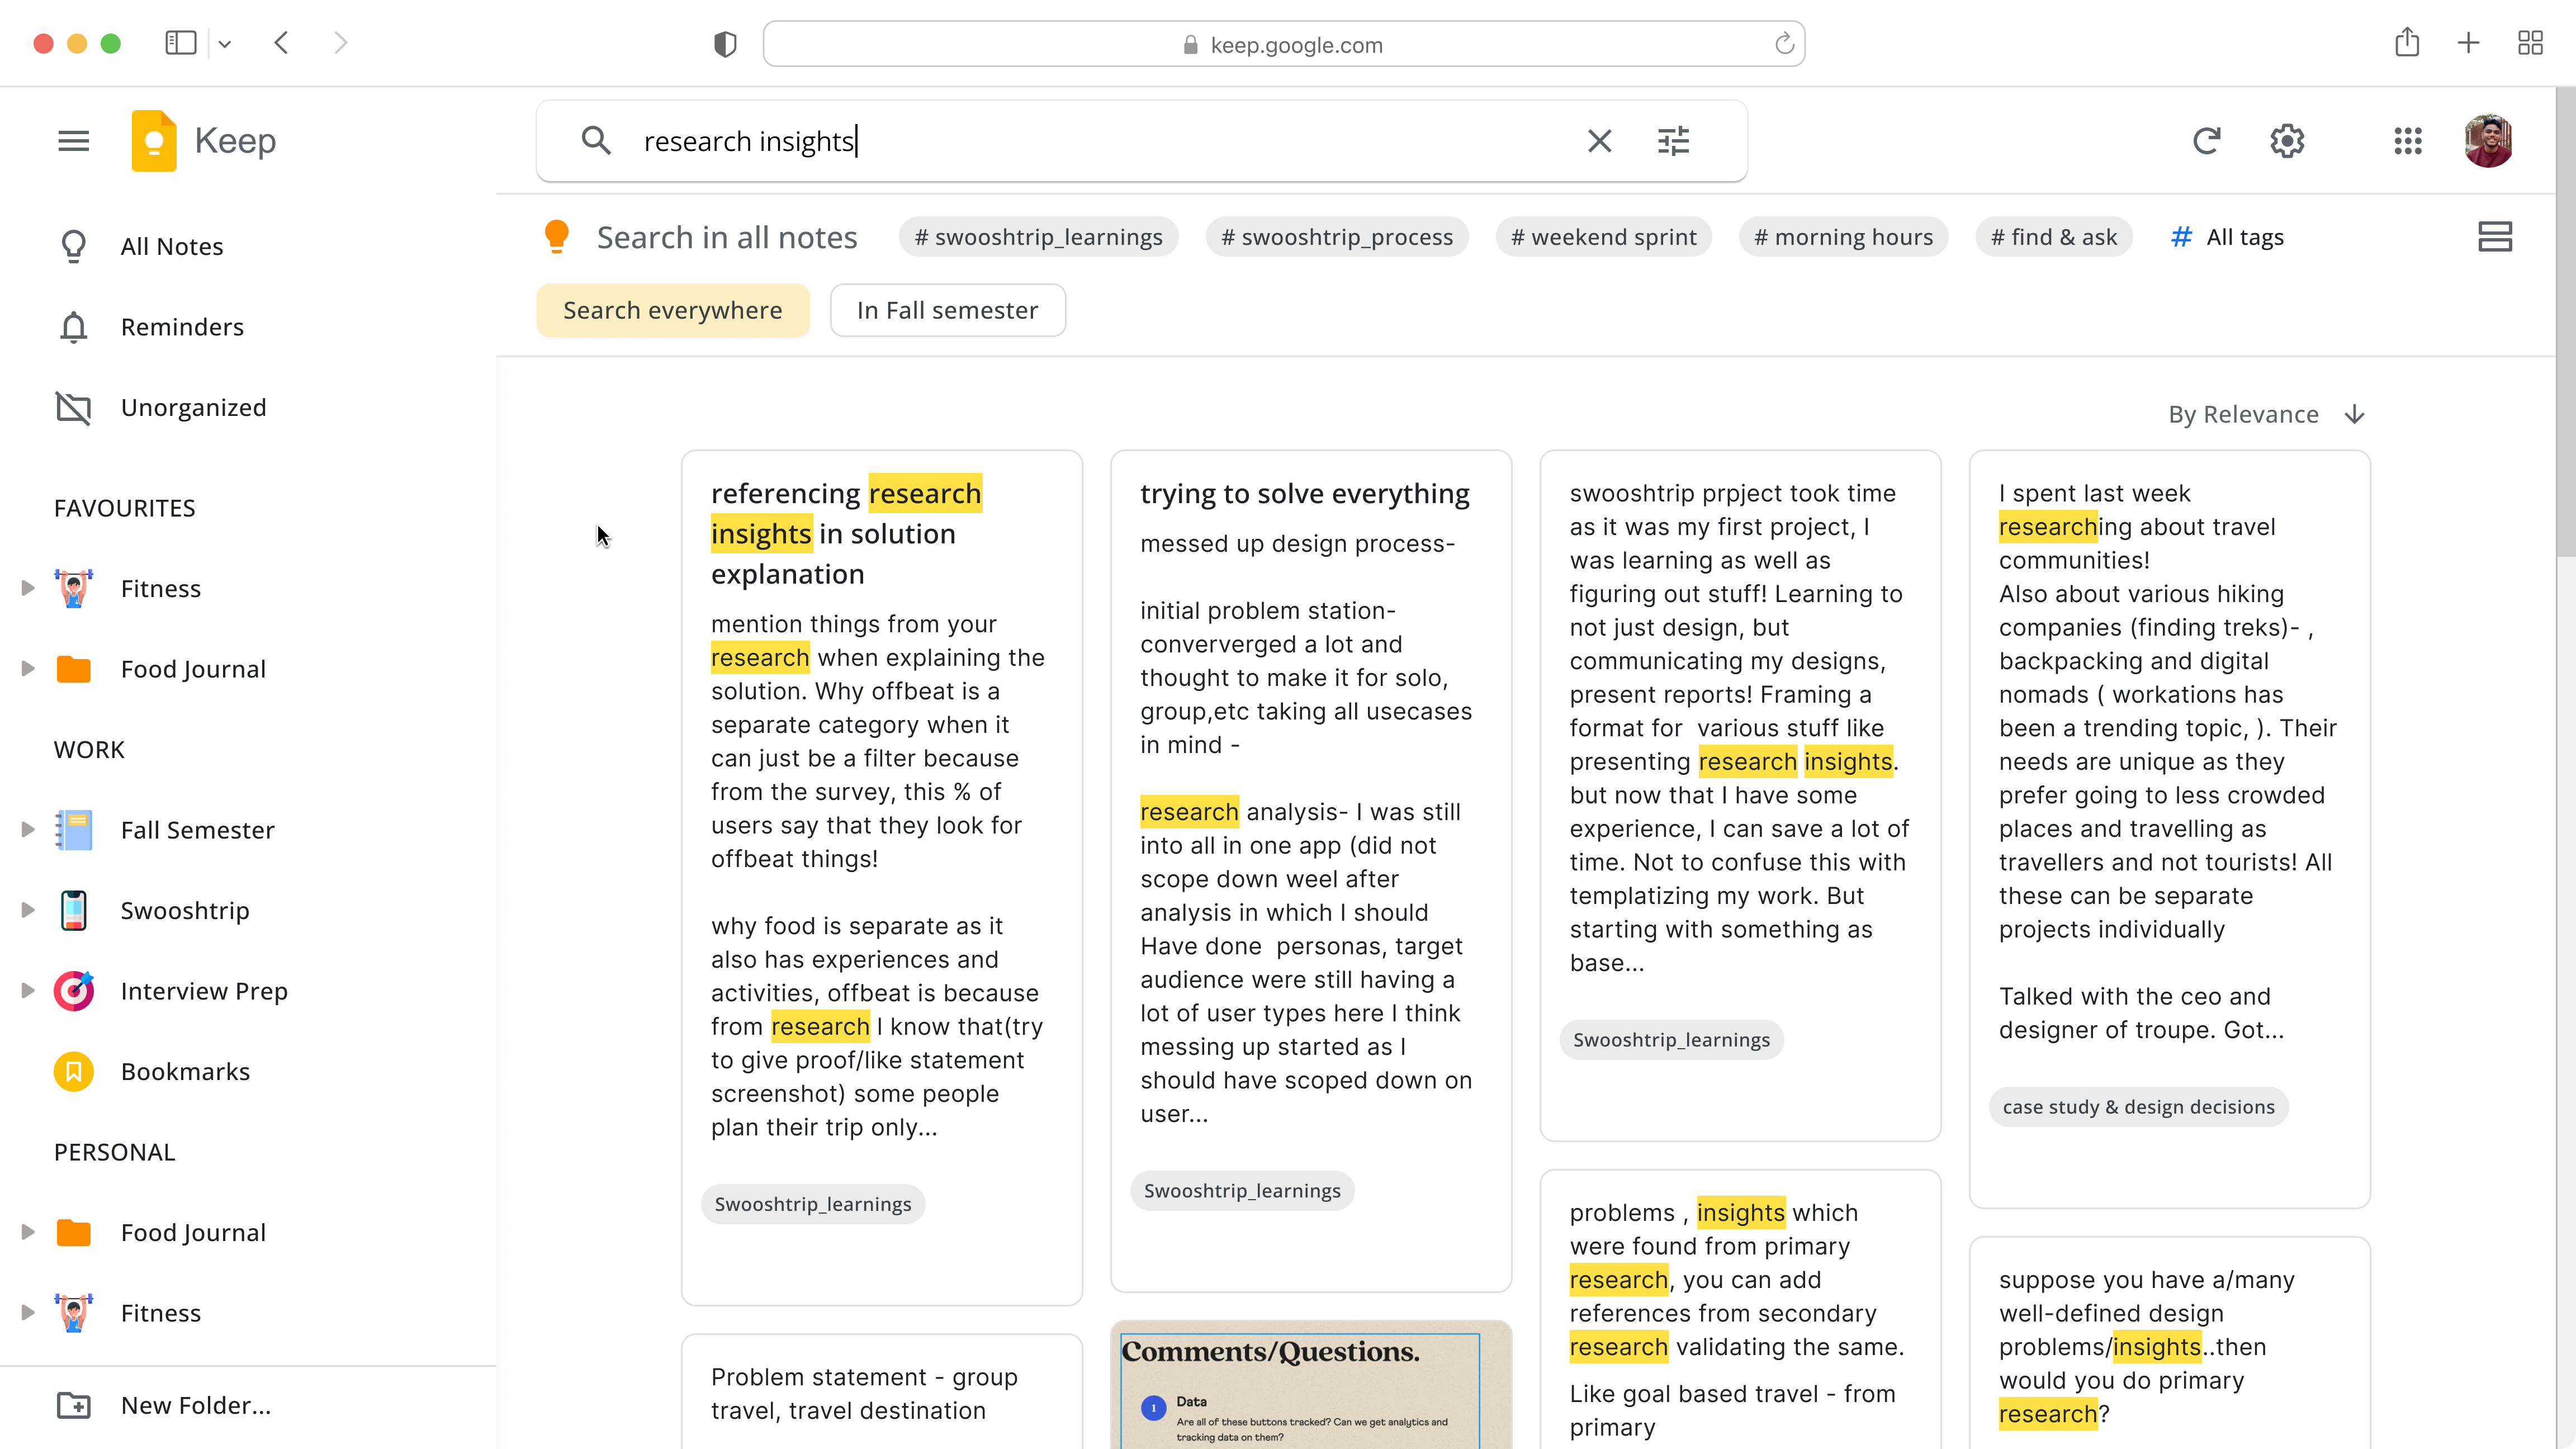 keep.google.com
Keep
research insights
All Notes
Reminders
Unorganized
FAVOURITES
Fitness
Food Journal
WORK
Fall Semester
Swooshtrip
Interview Prep
Bookmarks
PERSONAL
Food Journal
Fitness
New Folder...
Search in all notes
# swooshtrip_learnings
# swooshtrip_process
# weekend sprint
# morning hours
# find & ask
# All tags
Search everywhere
In Fall semester
By Relevance
referencing research
insights in solution
explanation
mention things from your
research when explaining the
solution. Why offbeat is a
separate category when it
can just be a filter because
from the survey, this % of
users say that they look for
offbeat things!
why food is separate as it
also has experiences and
activities, offbeat is because
from research I know that(try
to give proof/like statement
screenshot) some people
plan their trip only...
Swooshtrip_learnings
Problem statement - group
travel, travel destination
trying to solve everything
messed up design process-
initial problem station-
conververged a lot and
thought to make it for solo,
group,etc taking all usecases
in mind -
research analysis- I was still
into all in one app (did not
scope down weel after
analysis in which I should
Have done  personas, target
audience were still having a
lot of user types here I think
messing up started as I
should have scoped down on
user...
Swooshtrip_learnings
Comments/Questions.
1
Data
Are all of these buttons tracked? Can we get analytics and
tracking data on them?
swooshtrip prpject took time
as it was my first project, I
was learning as well as
figuring out stuff! Learning to
not just design, but
communicating my designs,
present reports! Framing a
format for  various stuff like
presenting research insights.
but now that I have some
experience, I can save a lot of
time. Not to confuse this with
templatizing my work. But
starting with something as
base...
Swooshtrip_learnings
problems , insights which
were found from primary
research, you can add
references from secondary
research validating the same.
Like goal based travel - from
primary
I spent last week
researching about travel
communities!
Also about various hiking
companies (finding treks)- ,
backpacking and digital
nomads ( workations has
been a trending topic, ). Their
needs are unique as they
prefer going to less crowded
places and travelling as
travellers and not tourists! All
these can be separate
projects individually
Talked with the ceo and
designer of troupe. Got...
case study & design decisions
suppose you have a/many
well-defined design
problems/insights..then
would you do primary
research?